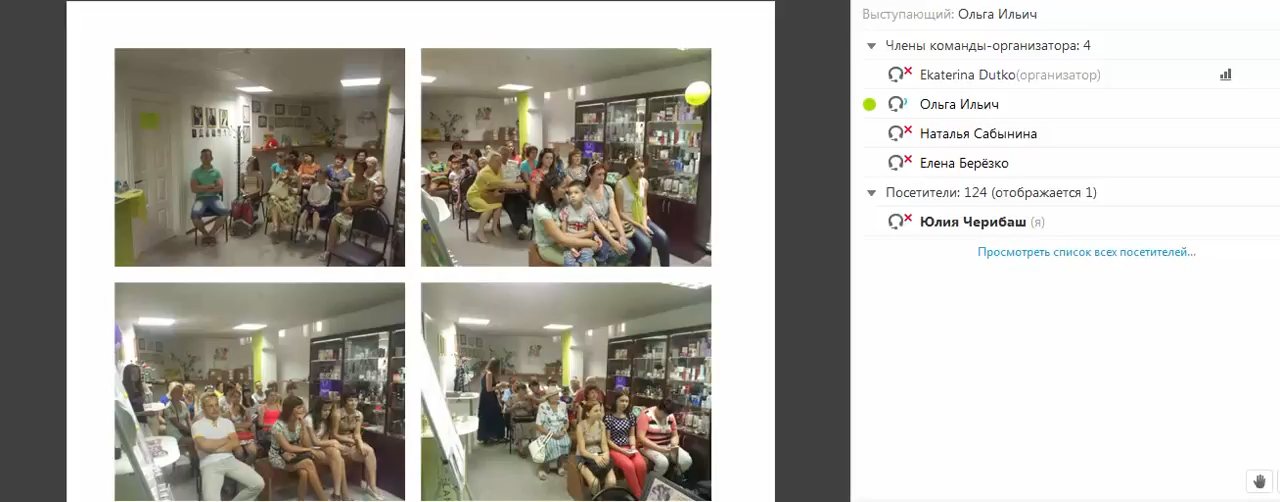 Выступающий: Ольга Ильич
Члены команды-организатора: 4
Ekaterina Dutko(организатор)
Ольга Ильич
Наталья Сабынина
Елена Берёзко
Посетители: 124 (отображается 1)
Юлия Черибаш (я)
Просмотреть список всех посетителей...